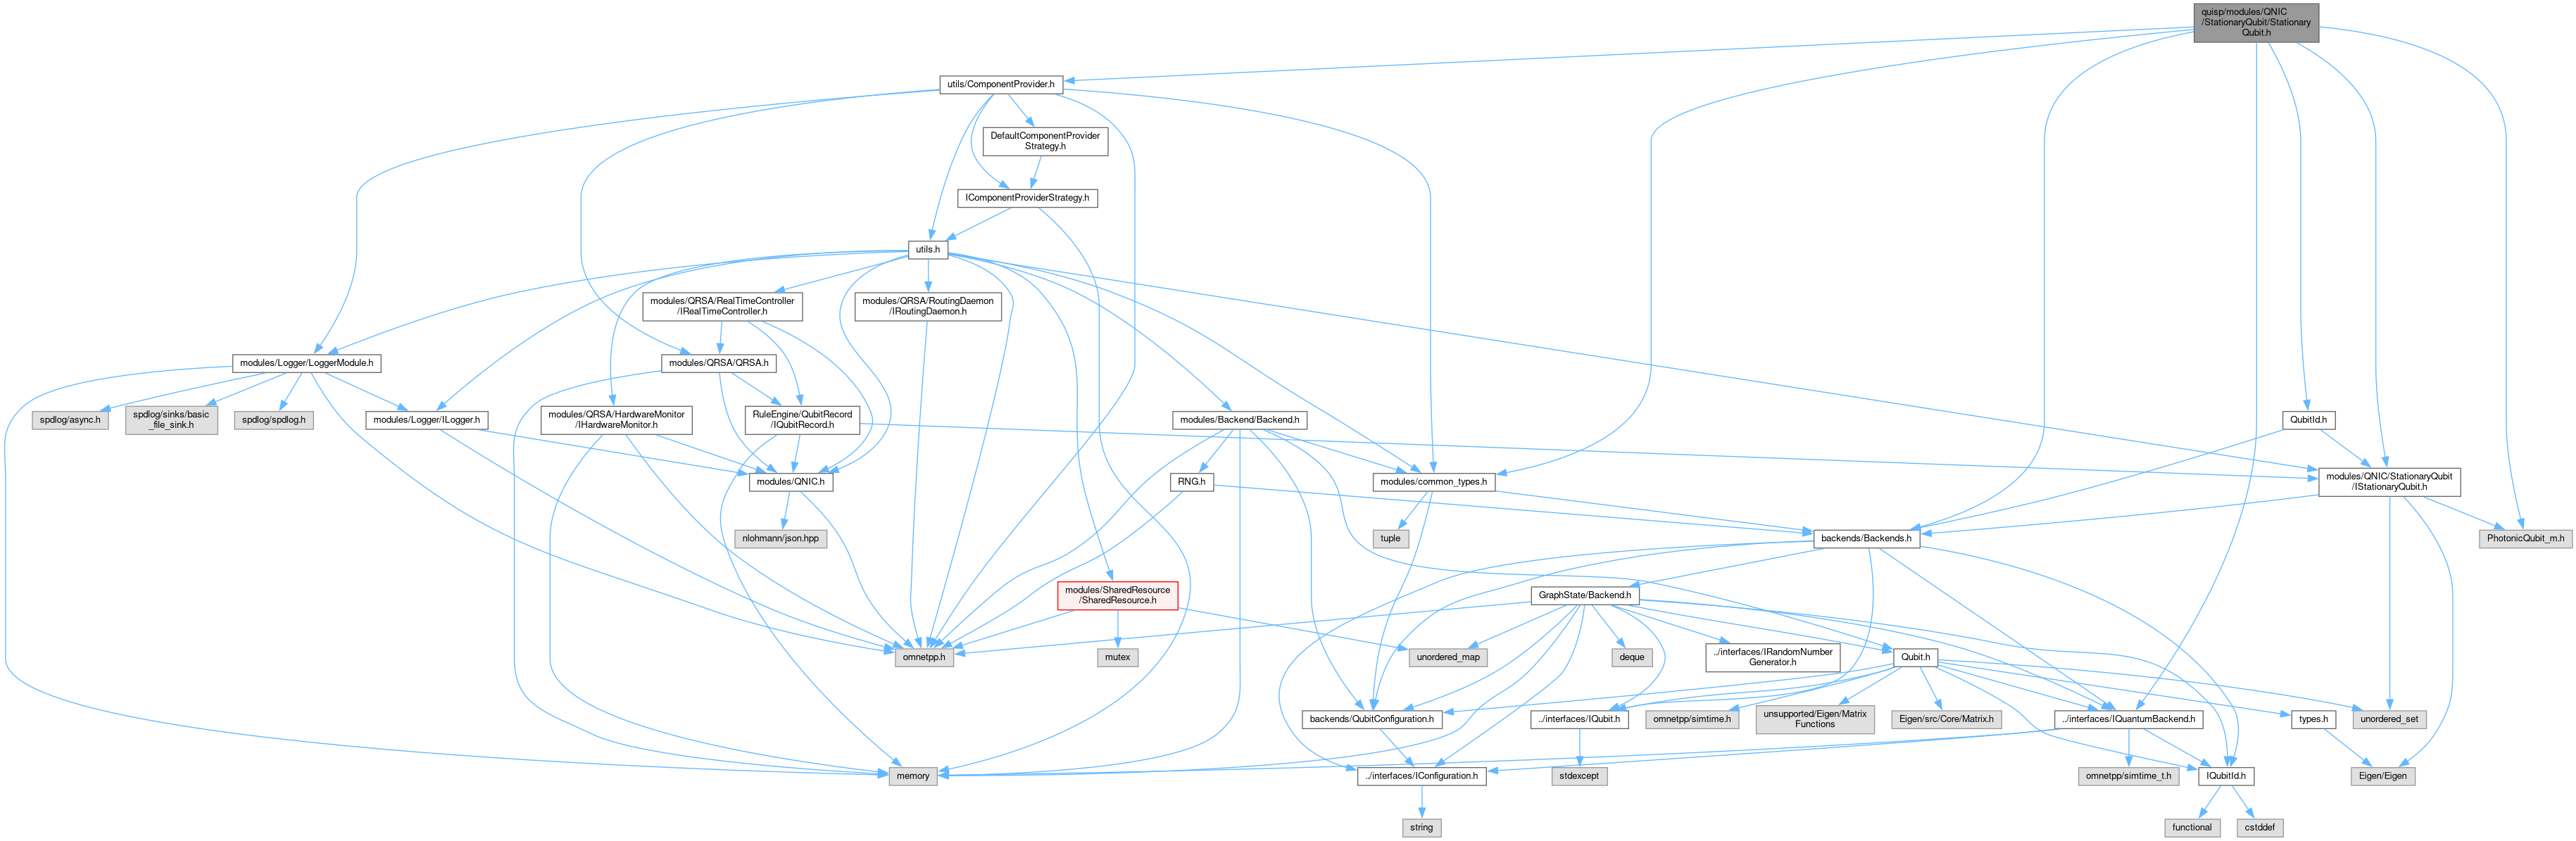 quisp/modules/QNIC
/StationaryQubit/Stationary
Qubit.h
utils/ComponentProvider.h
DefaultComponentProvider
Strategy.h
IComponentProviderStrategy.h
utils.h
modules/QRSA/RealTimeController
/IRealTimeController.h
modules/QRSA/RoutingDaemon
/IRoutingDaemon.h
modules/Logger/LoggerModule.h
modules/QRSA/QRSA.h
spdlog/async.h
spdlog/sinks/basic
_file_sink.h
spdlog/spdlog.h
modules/Logger/ILogger.h
modules/QRSA/HardwareMonitor
/IHardwareMonitor.h
RuleEngine/QubitRecord
/IQubitRecord.h
modules/Backend/Backend.h
QubitId.h
modules/QNIC.h
RNG.h
modules/common_types.h
modules/QNIC/StationaryQubit
/IStationaryQubit.h
nlohmann/json.hpp
tuple
backends/Backends.h
PhotonicQubit_m.h
modules/SharedResource
/SharedResource.h
GraphState/Backend.h
omnetpp.h
mutex
unordered_map
deque
../interfaces/IRandomNumber
Generator.h
Qubit.h
backends/QubitConfiguration.h
../interfaces/IQubit.h
omnetpp/simtime.h
unsupported/Eigen/Matrix
Functions
Eigen/src/Core/Matrix.h
../interfaces/IQuantumBackend.h
types.h
unordered_set
memory
../interfaces/IConfiguration.h
stdexcept
omnetpp/simtime_t.h
IQubitId.h
Eigen/Eigen
string
functional
cstddef